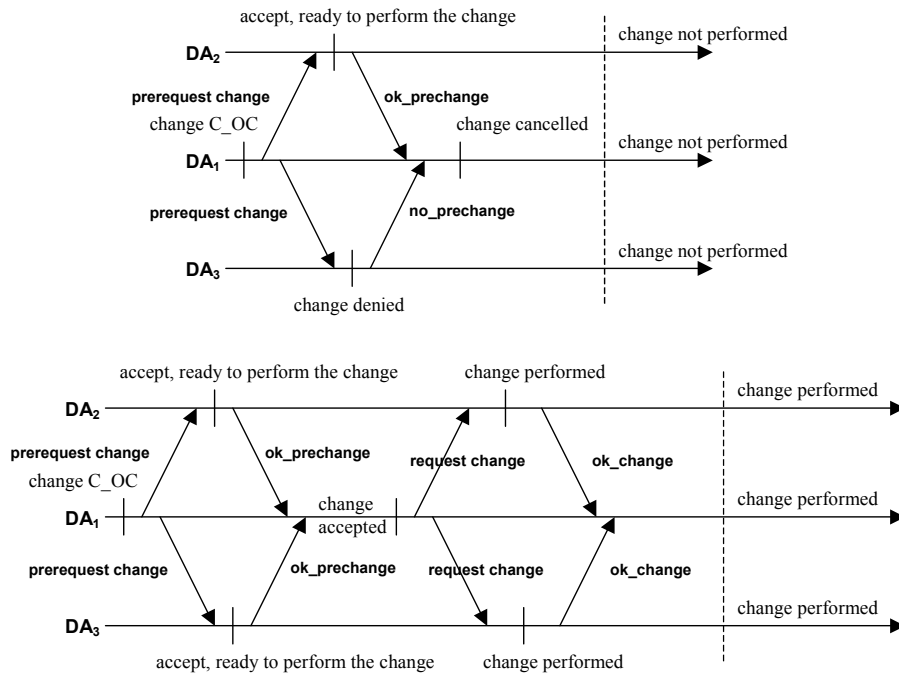 accept, ready to perform the change
DA2
change not performed
prerequest change
ok_prechange
change C_OC
change cancelled
DA1
change not performed
prerequest change
no_prechange
DA3
change not performed
change denied
accept, ready to perform the change
change performed
DA2
change performed
prerequest change
ok_prechange
request change
ok_change
change C_OC
DA1
change
accepted
change performed
prerequest change
ok_prechange
request change
ok_change
DA3
change performed
accept, ready to perform the change
change performed